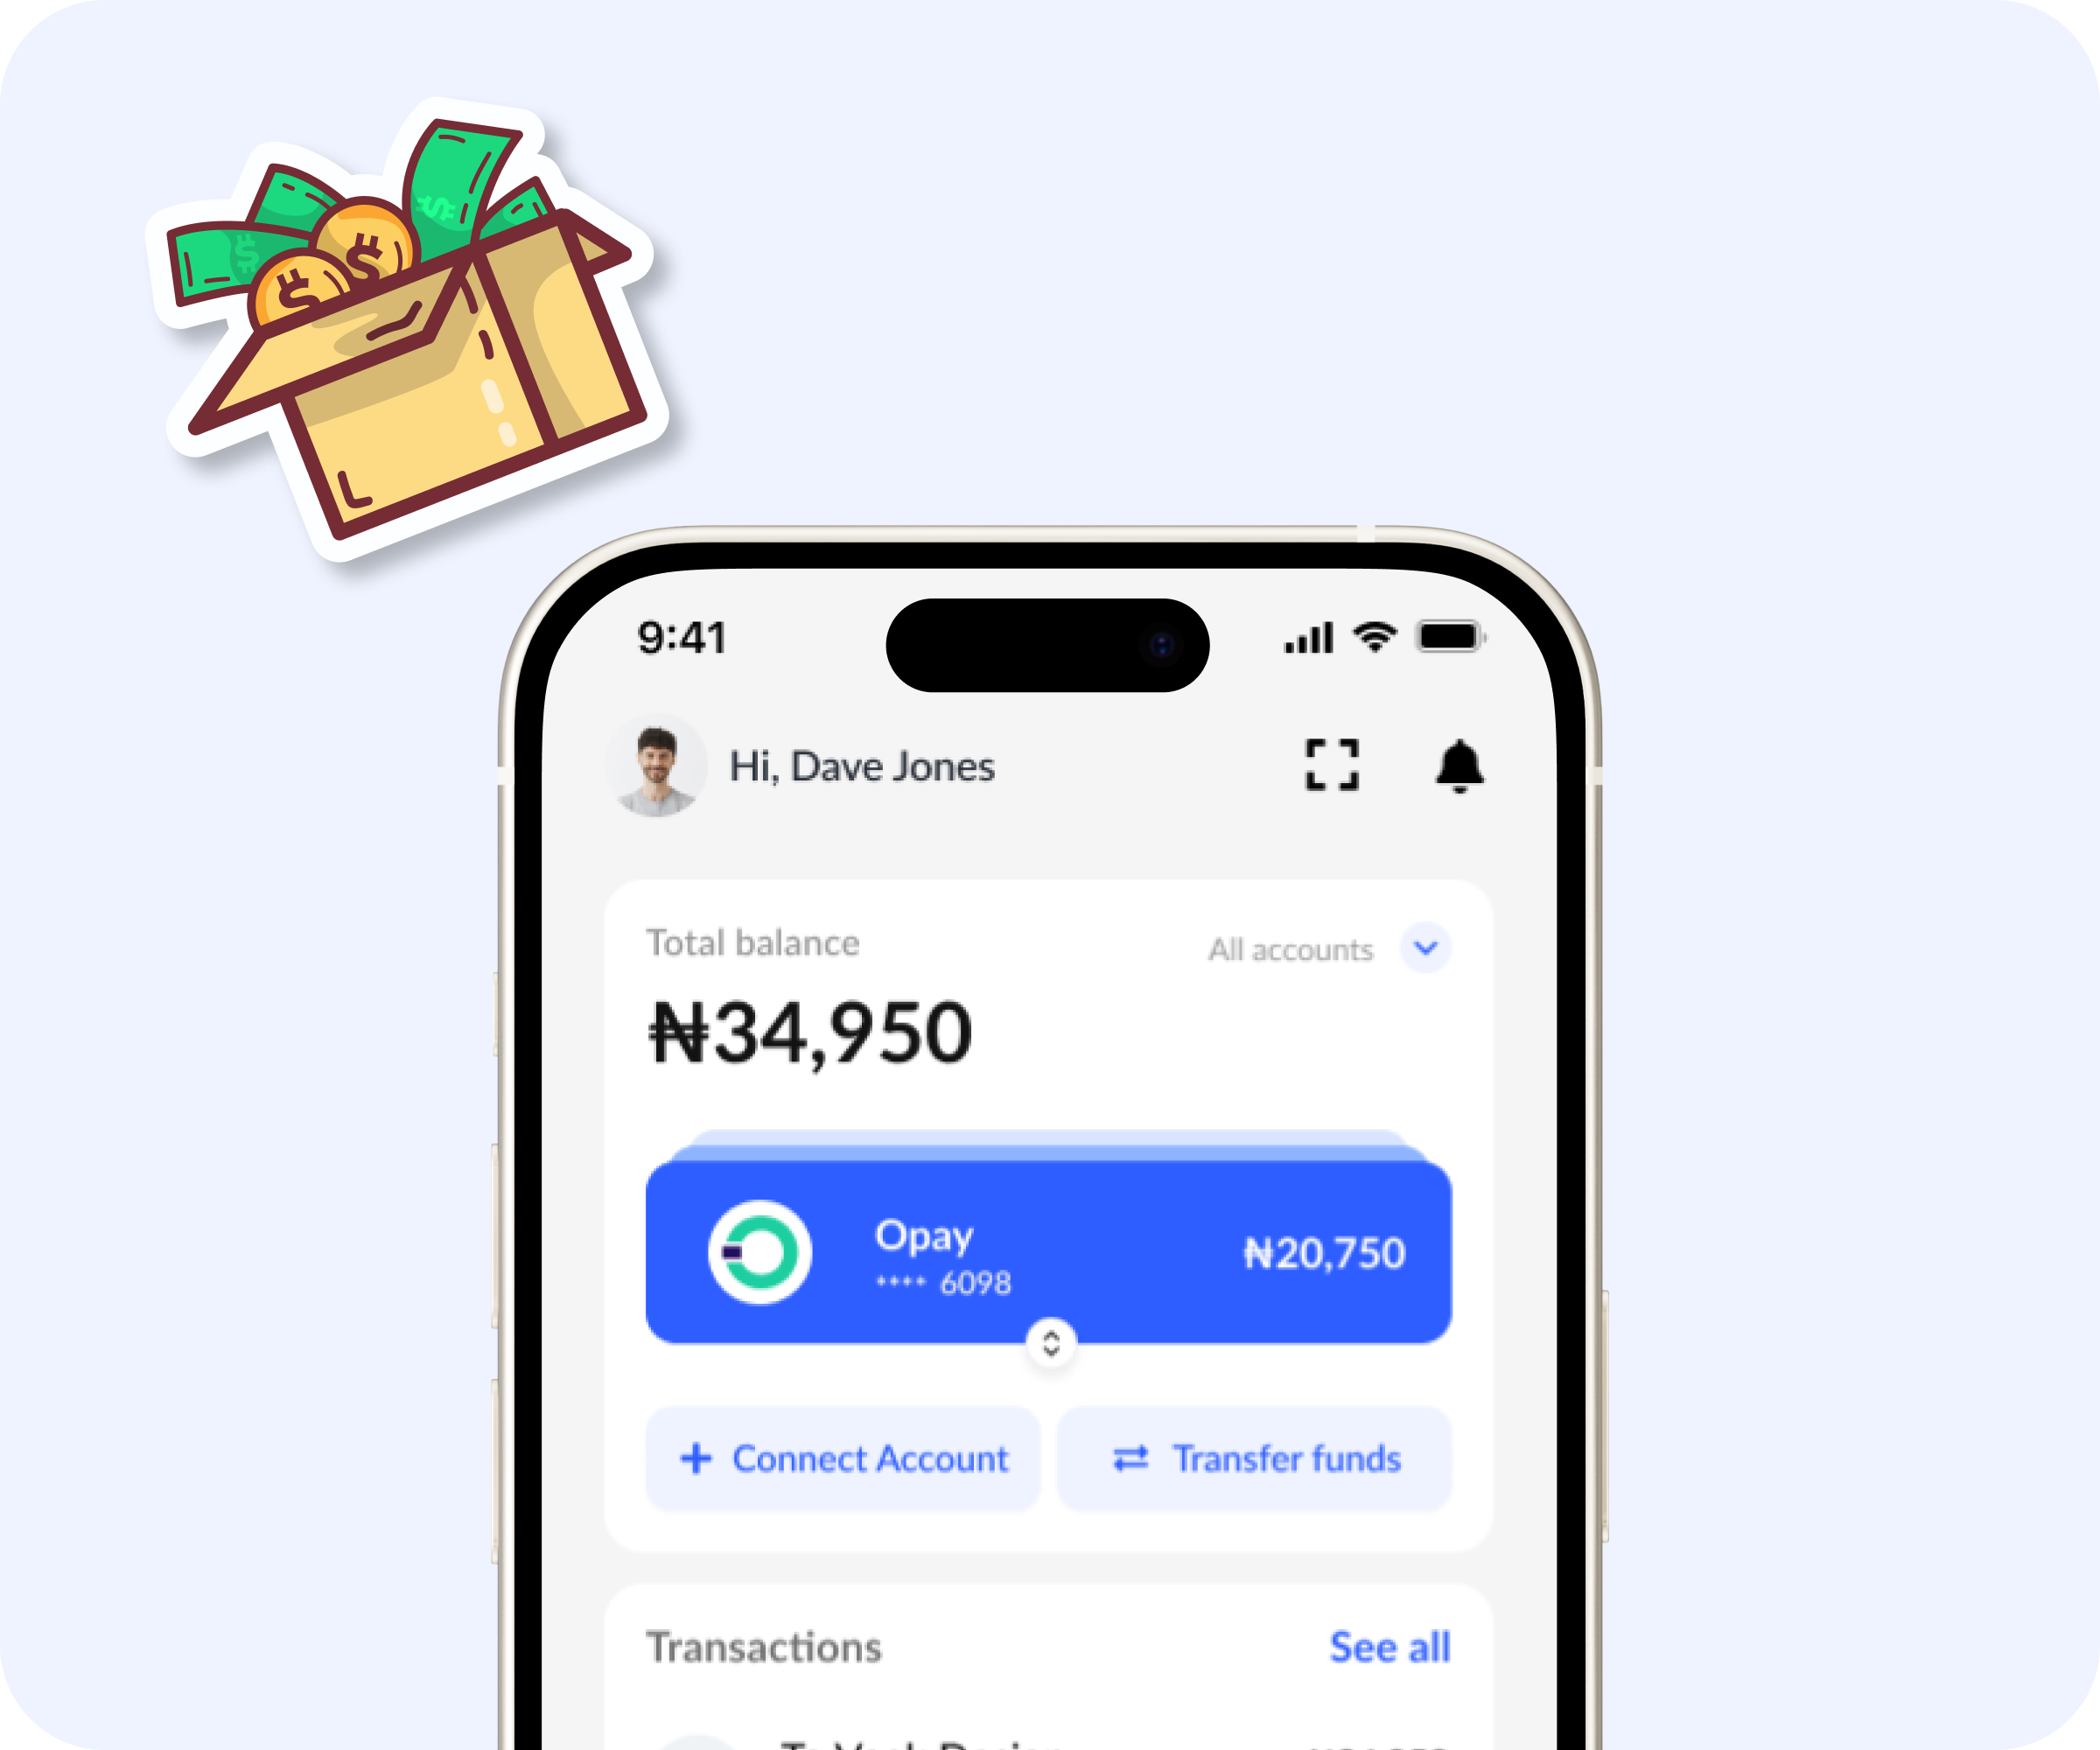 9:41
Hi, Dave Jones
Total balance
All accounts
₦34,950
Opay
₦20,750
•••• 6098
Connect Account
Transfer funds
Transactions
See all